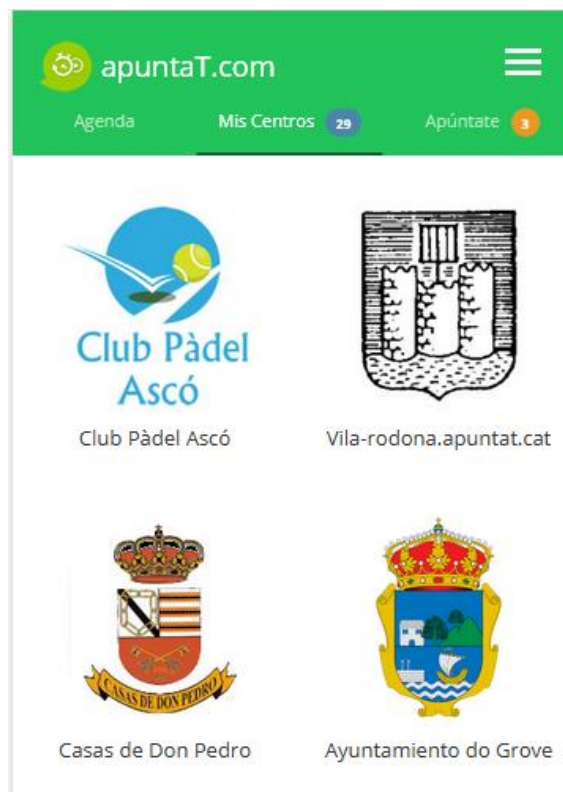 apuntaT.com
Agenda Mis Centros 29 Apúntate 3
Club Pàdel
Ascó
Club Pàdel Ascó Vila-rodona.apuntat.cat
CASAS DE DON PEDRO
Casas de Don Pedro Ayuntamiento do Grove